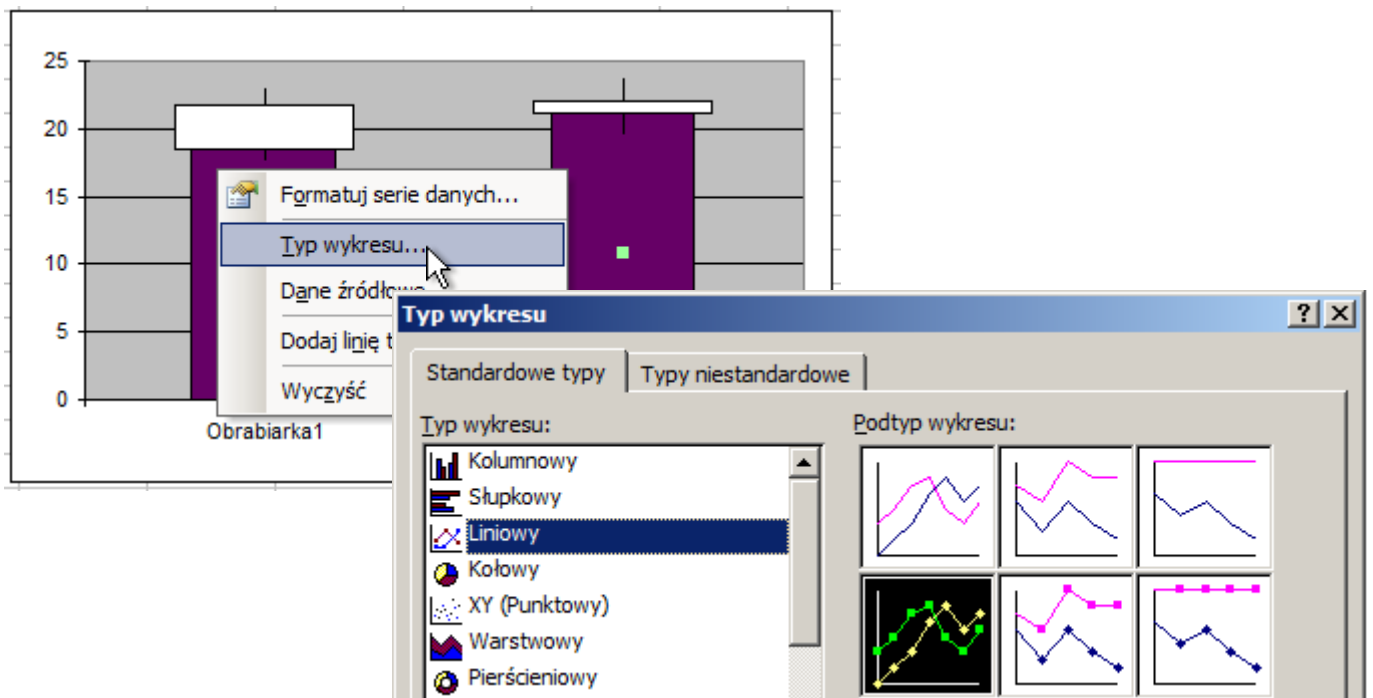 25
20
15
10
5
0
Obrabiarka1
Formatuj serie danych...
Typ wykresu...
Dane źródłowe
Dodaj linię t
Wyczyść
Typ wykresu
Standardowe typy
Typy niestandardowe
Typ wykresu:
Podtyp wykresu:
Kolumnowy
Słupkowy
Liniowy
Kołowy
XY (Punktowy)
Warstwowy
Pierścieniowy